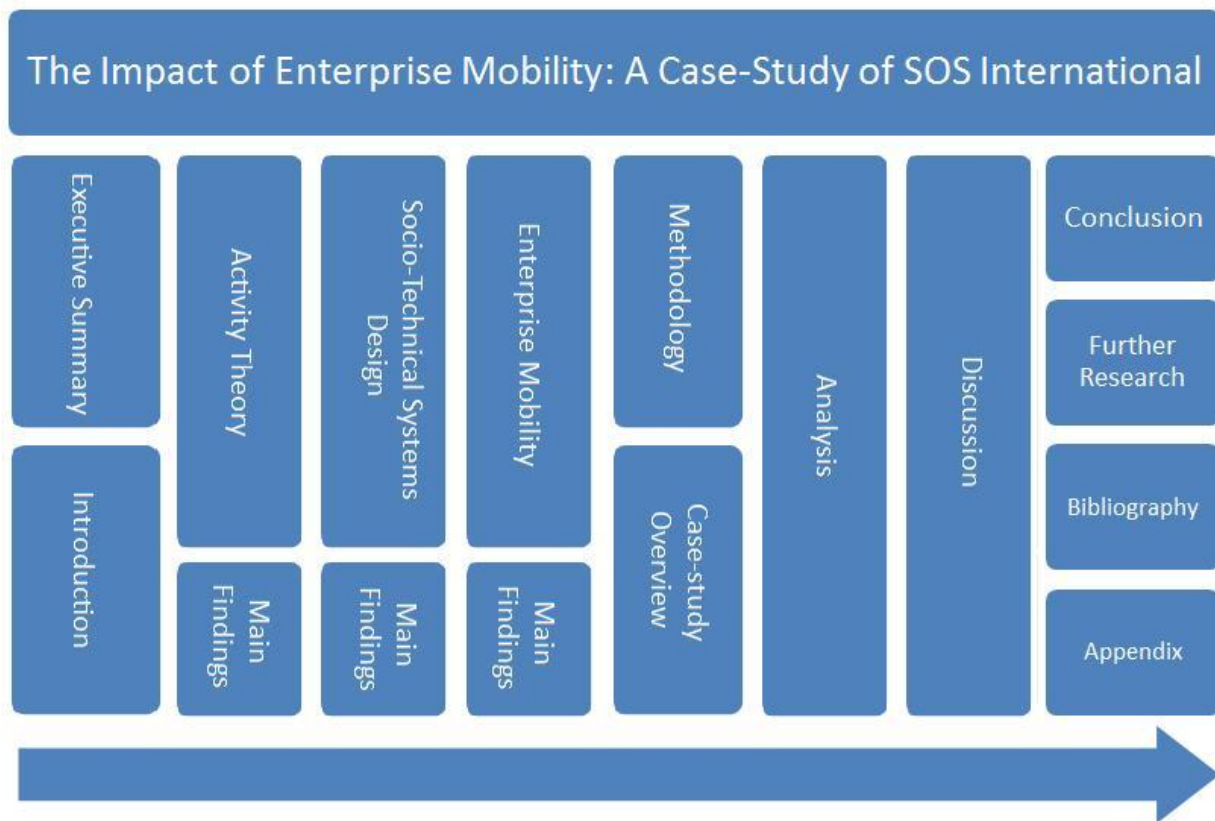 The Impact of Enterprise Mobility: A Case-Study of SOS International
Executive Summary
Introduction
Activity Theory
Main
Findings
Socio-Technical Systems
Design
Main
Findings
Enterprise Mobility
Main
Findings
Methodology
Case-study
Overview
Analysis
Discussion
Conclusion
Further
Research
Bibliography
Appendix